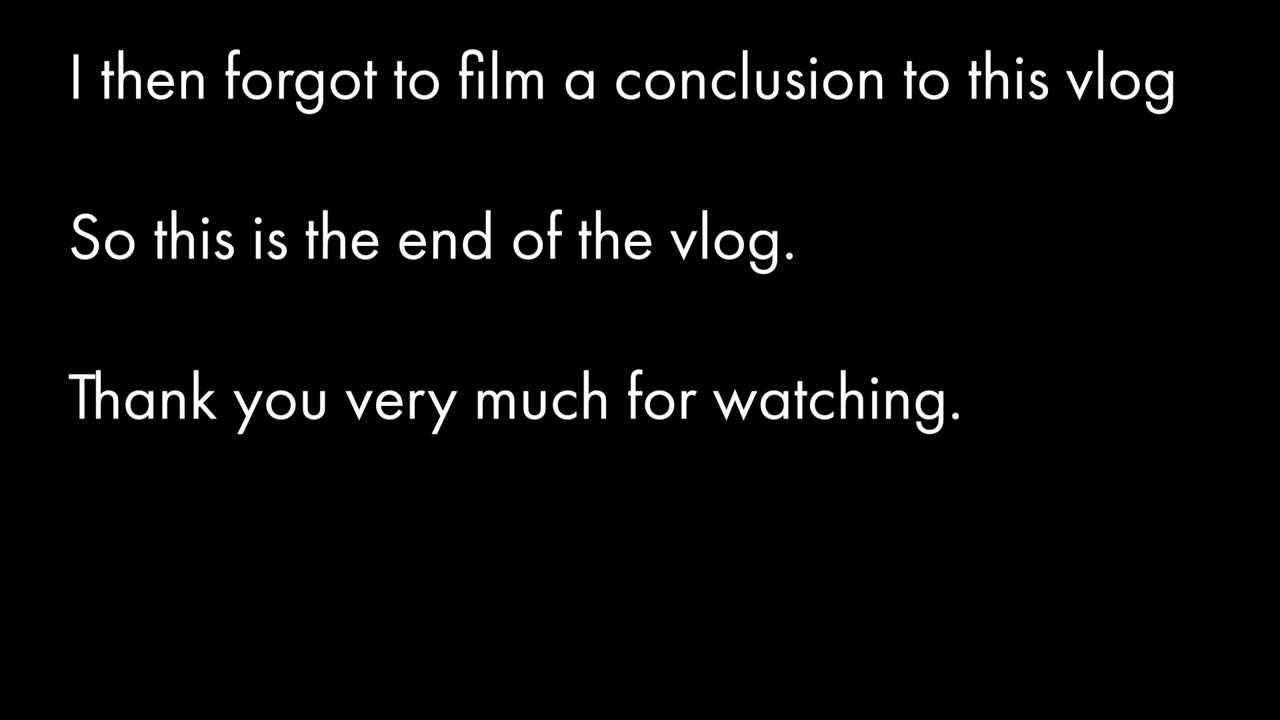 I then forgot to film a conclusion to this vlog
So this is the end of the vlog.
Thank you very much for watching.